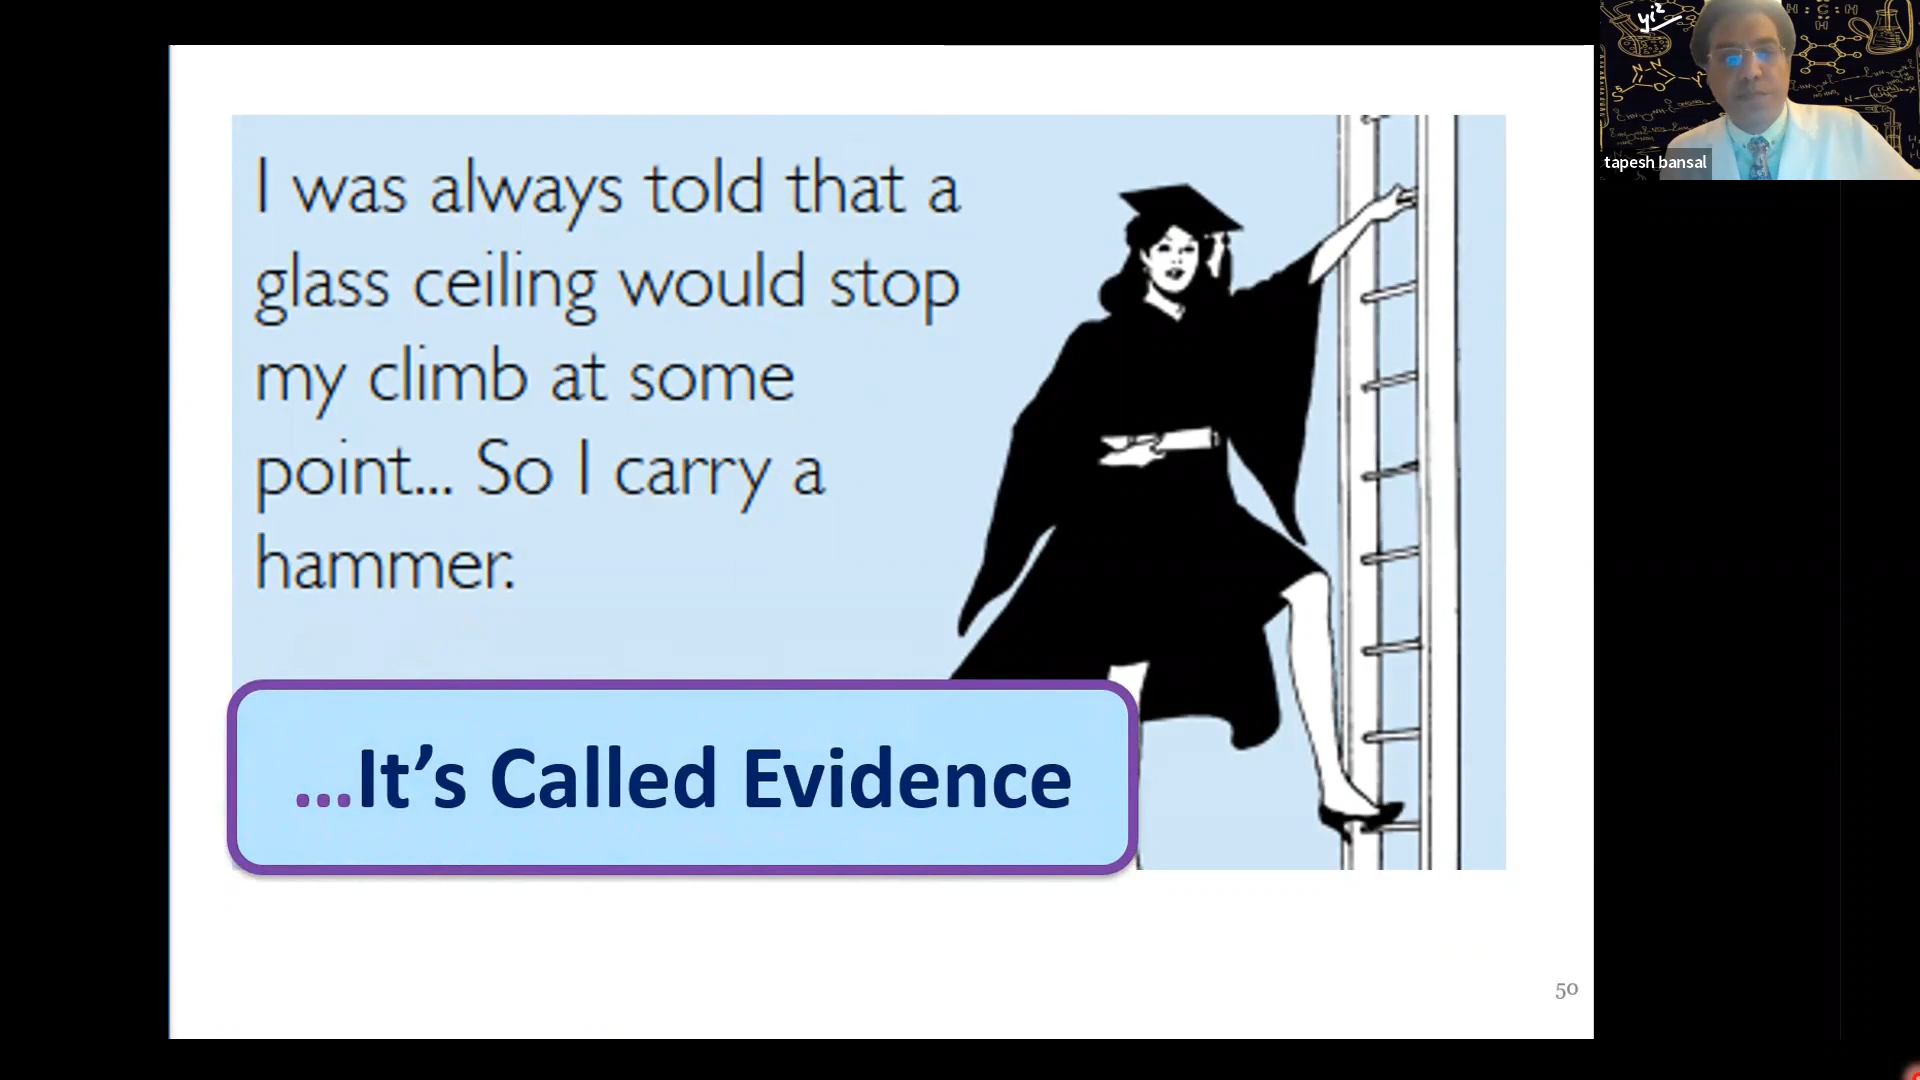 I was always told that a
glass ceiling would stop
my climb at some
point... So I carry a
hammer.
...It’s Called Evidence
50
tapesh bansal
yi²